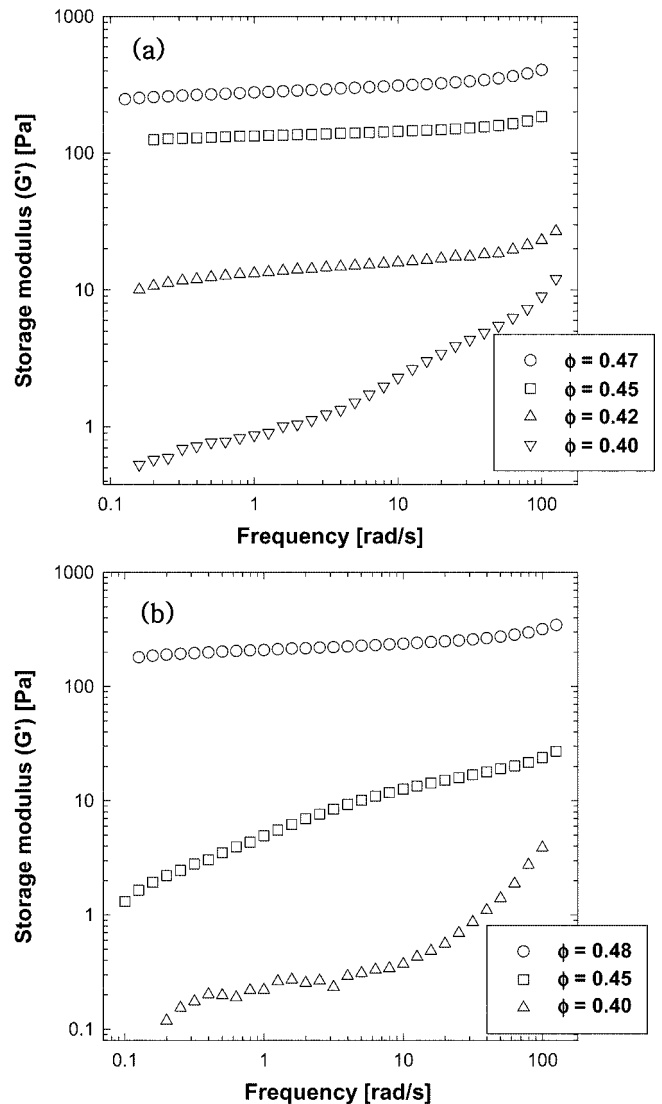 (a)
Storage modulus (G') [Pa]
1000
100
10
1
0.1
1
10
100
Frequency [rad/s]
ϕ = 0.47
ϕ = 0.45
ϕ = 0.42
ϕ = 0.40
(b)
Storage modulus (G') [Pa]
1000
100
10
1
0.1
0.1
1
10
100
Frequency [rad/s]
ϕ = 0.48
ϕ = 0.45
ϕ = 0.40